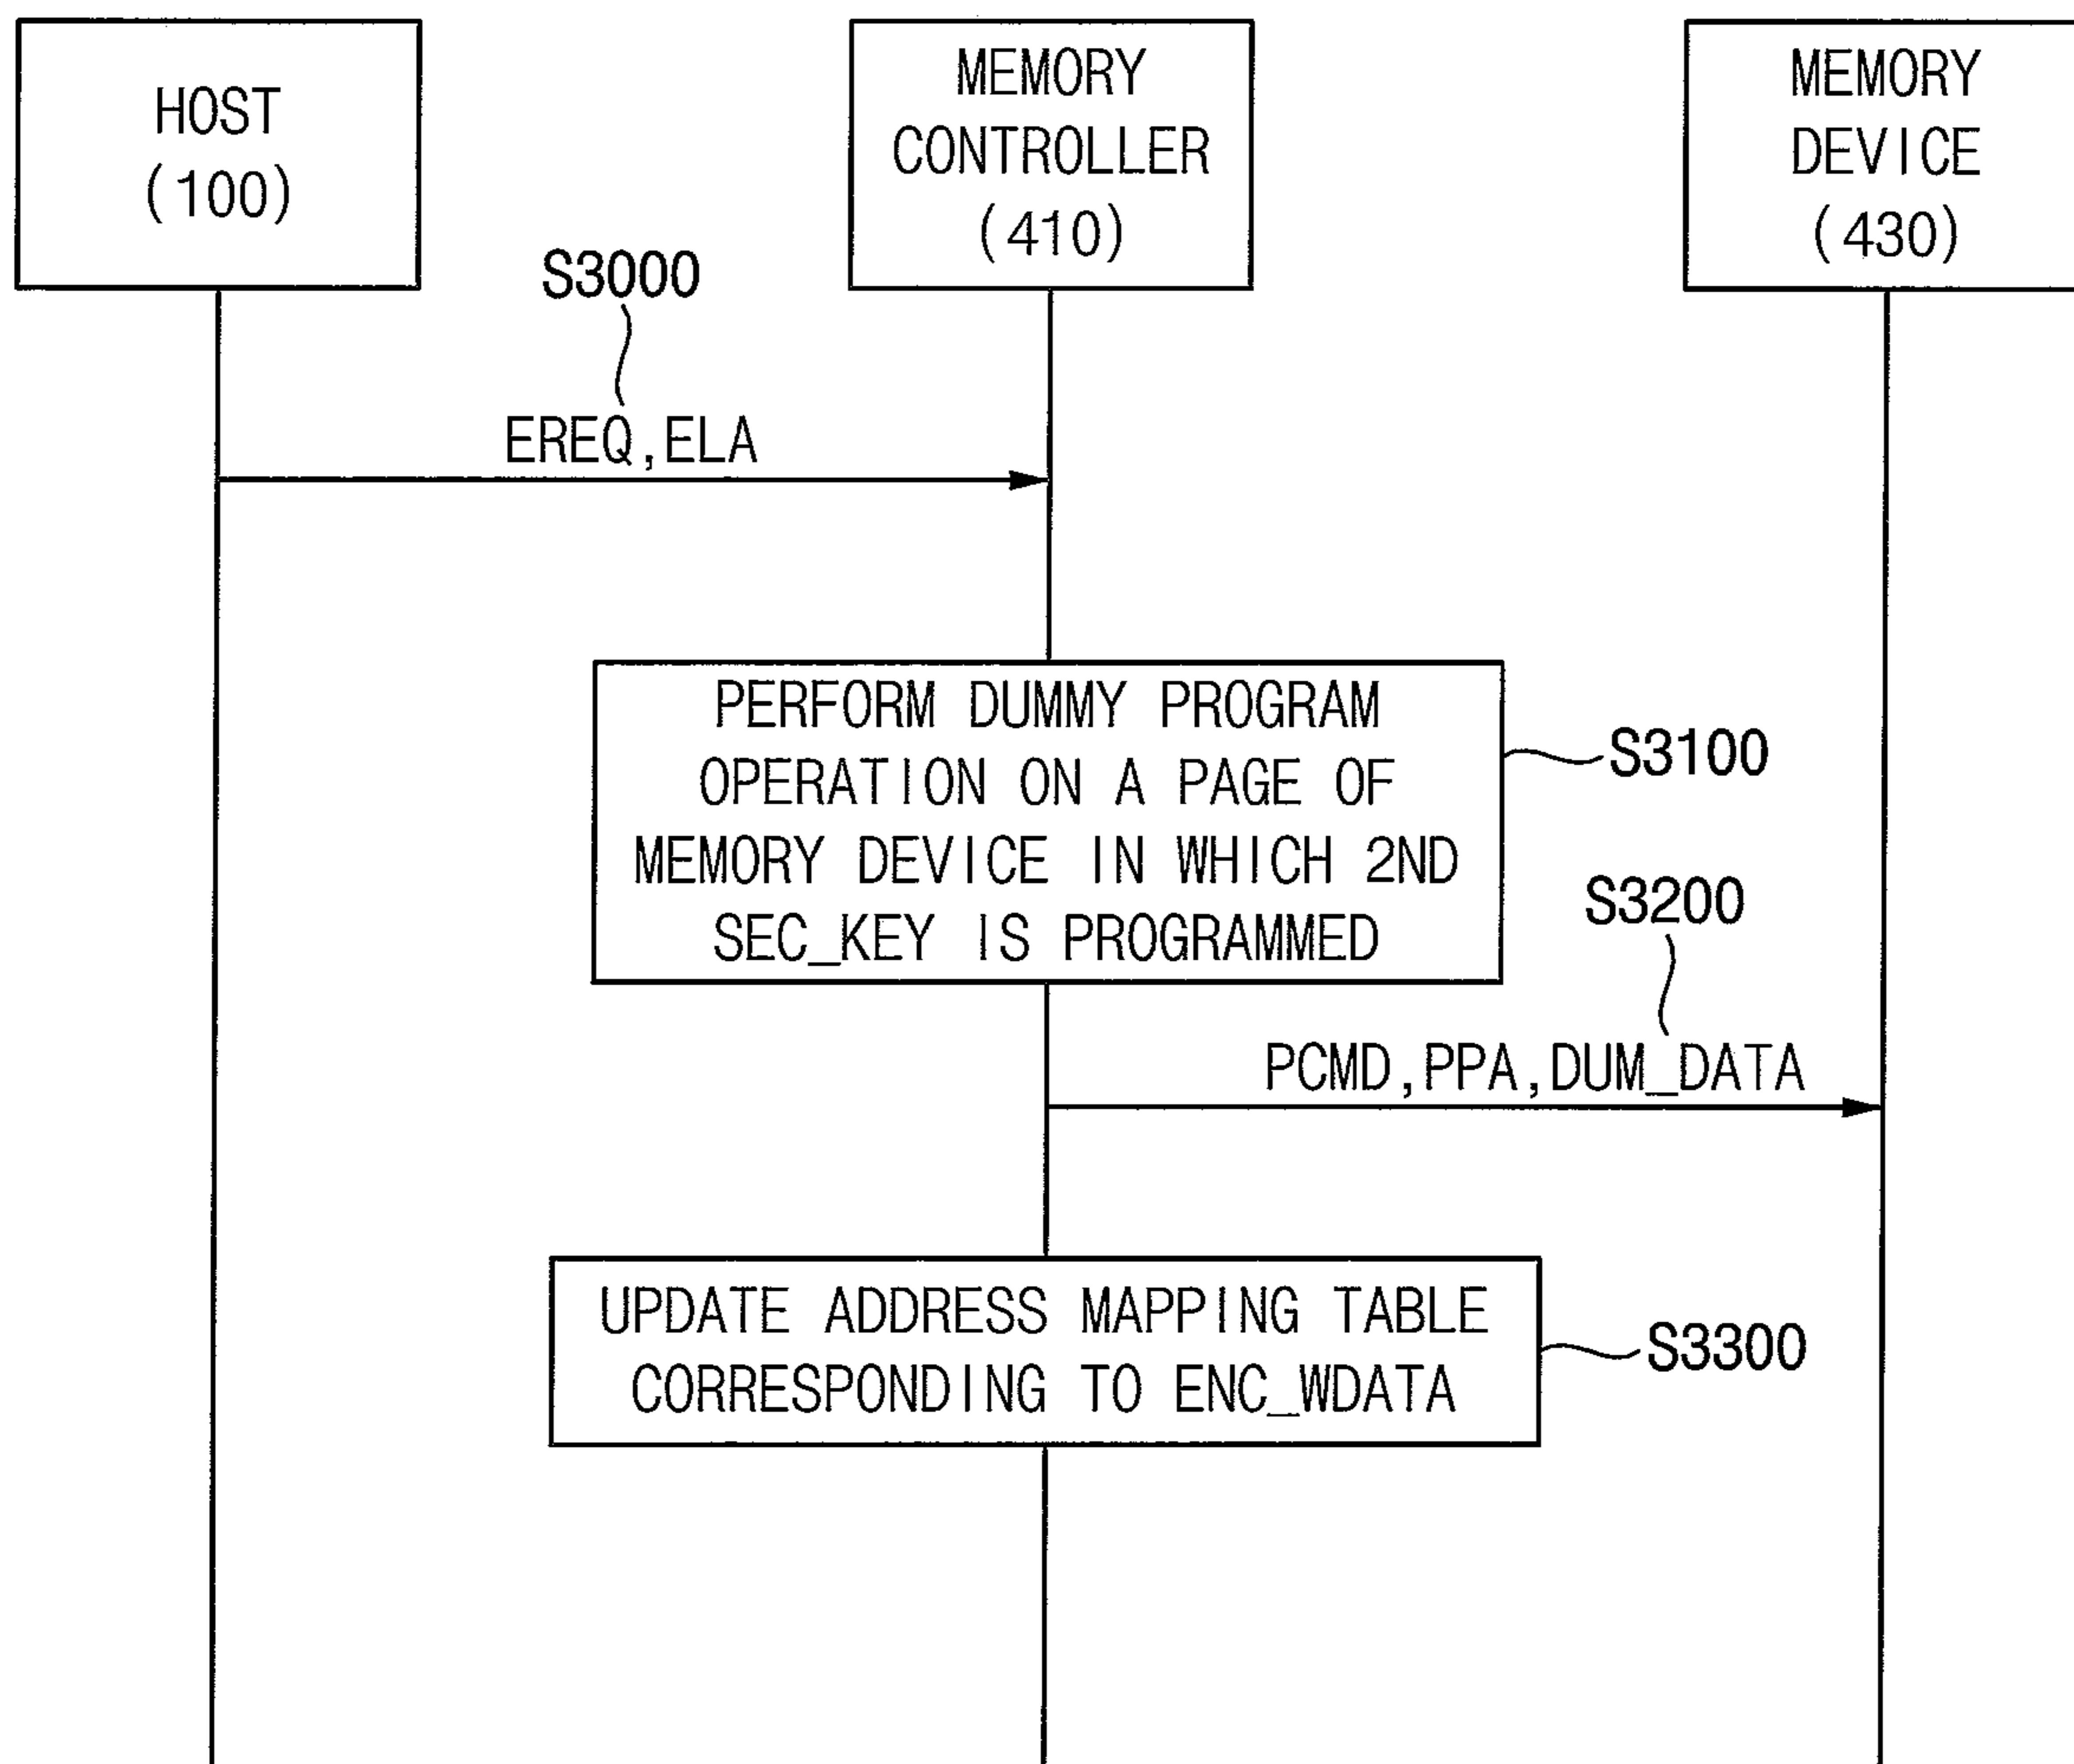 HOST
(100)
MEMORY
CONTROLLER
(410)
MEMORY
DEVICE
(430)
S3000
EREQ,ELA
PERFORM DUMMY PROGRAM
OPERATION ON A PAGE OF
MEMORY DEVICE IN WHICH 2ND
SEC_KEY IS PROGRAMMED
S3100
S3200
PCMD,PPA,DUM_DATA
UPDATE ADDRESS MAPPING TABLE
CORRESPONDING TO ENC_WDATA
S3300